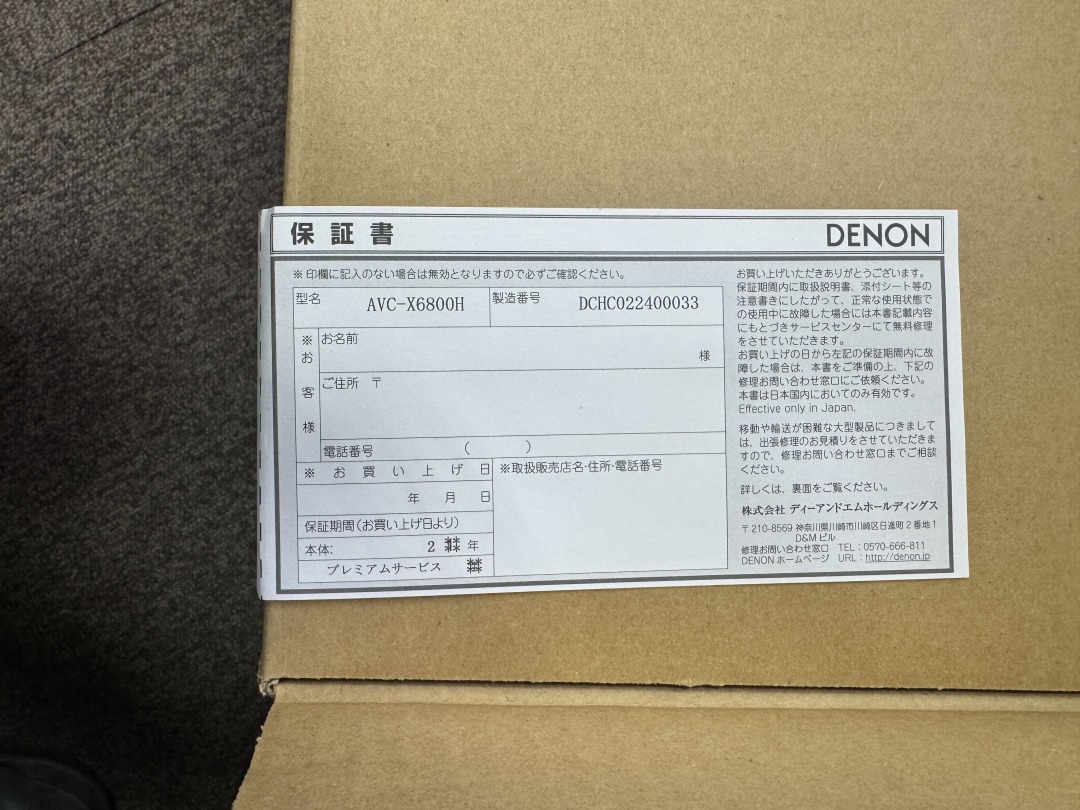 保証書
DENON
※印欄に記入のない場合は無効となりますので必ずご確認ください。
型名 AVC-X6800H 製造番号 DCHC022400033
※お客様
お名前
様
ご住所 〒
電話番号 ( )
※お買い上げ日
年 月 日
保証期間(お買い上げ日より)
本体: 2 年
プレミアムサービス
※取扱販売店名·住所·電話番号
お買い上げいただきありがとうございます。
保証期間内に取扱説明書、添付シート等の
注意書きにしたがって、正常な使用状態で
の使用中に故障した場合には本書記載内容
にもとづきサービスセンターにて無料修理
をさせていただきます。
お買い上げの日から左記の保証期間内に故
障した場合は、本書をご準備の上、下記の
修理お問い合わせ窓口にご依頼ください。
本書は日本国内においてのみ有効です。
Effective only in Japan.
移動や輸送が困難な大型製品につきまして
は、出張修理のお見積りをさせていただきま
すので、修理お問い合わせ窓口までご相談
ください。
詳しくは、裏面をご覧ください。
株式会社 ディーアンドエムホールディングス
〒210-8569 神奈川県川崎市川崎区日進町2番地1
D&Mビル
修理お問い合わせ窓口 TEL:0570-666-811
DENONホームページ URL:http://denon.jp